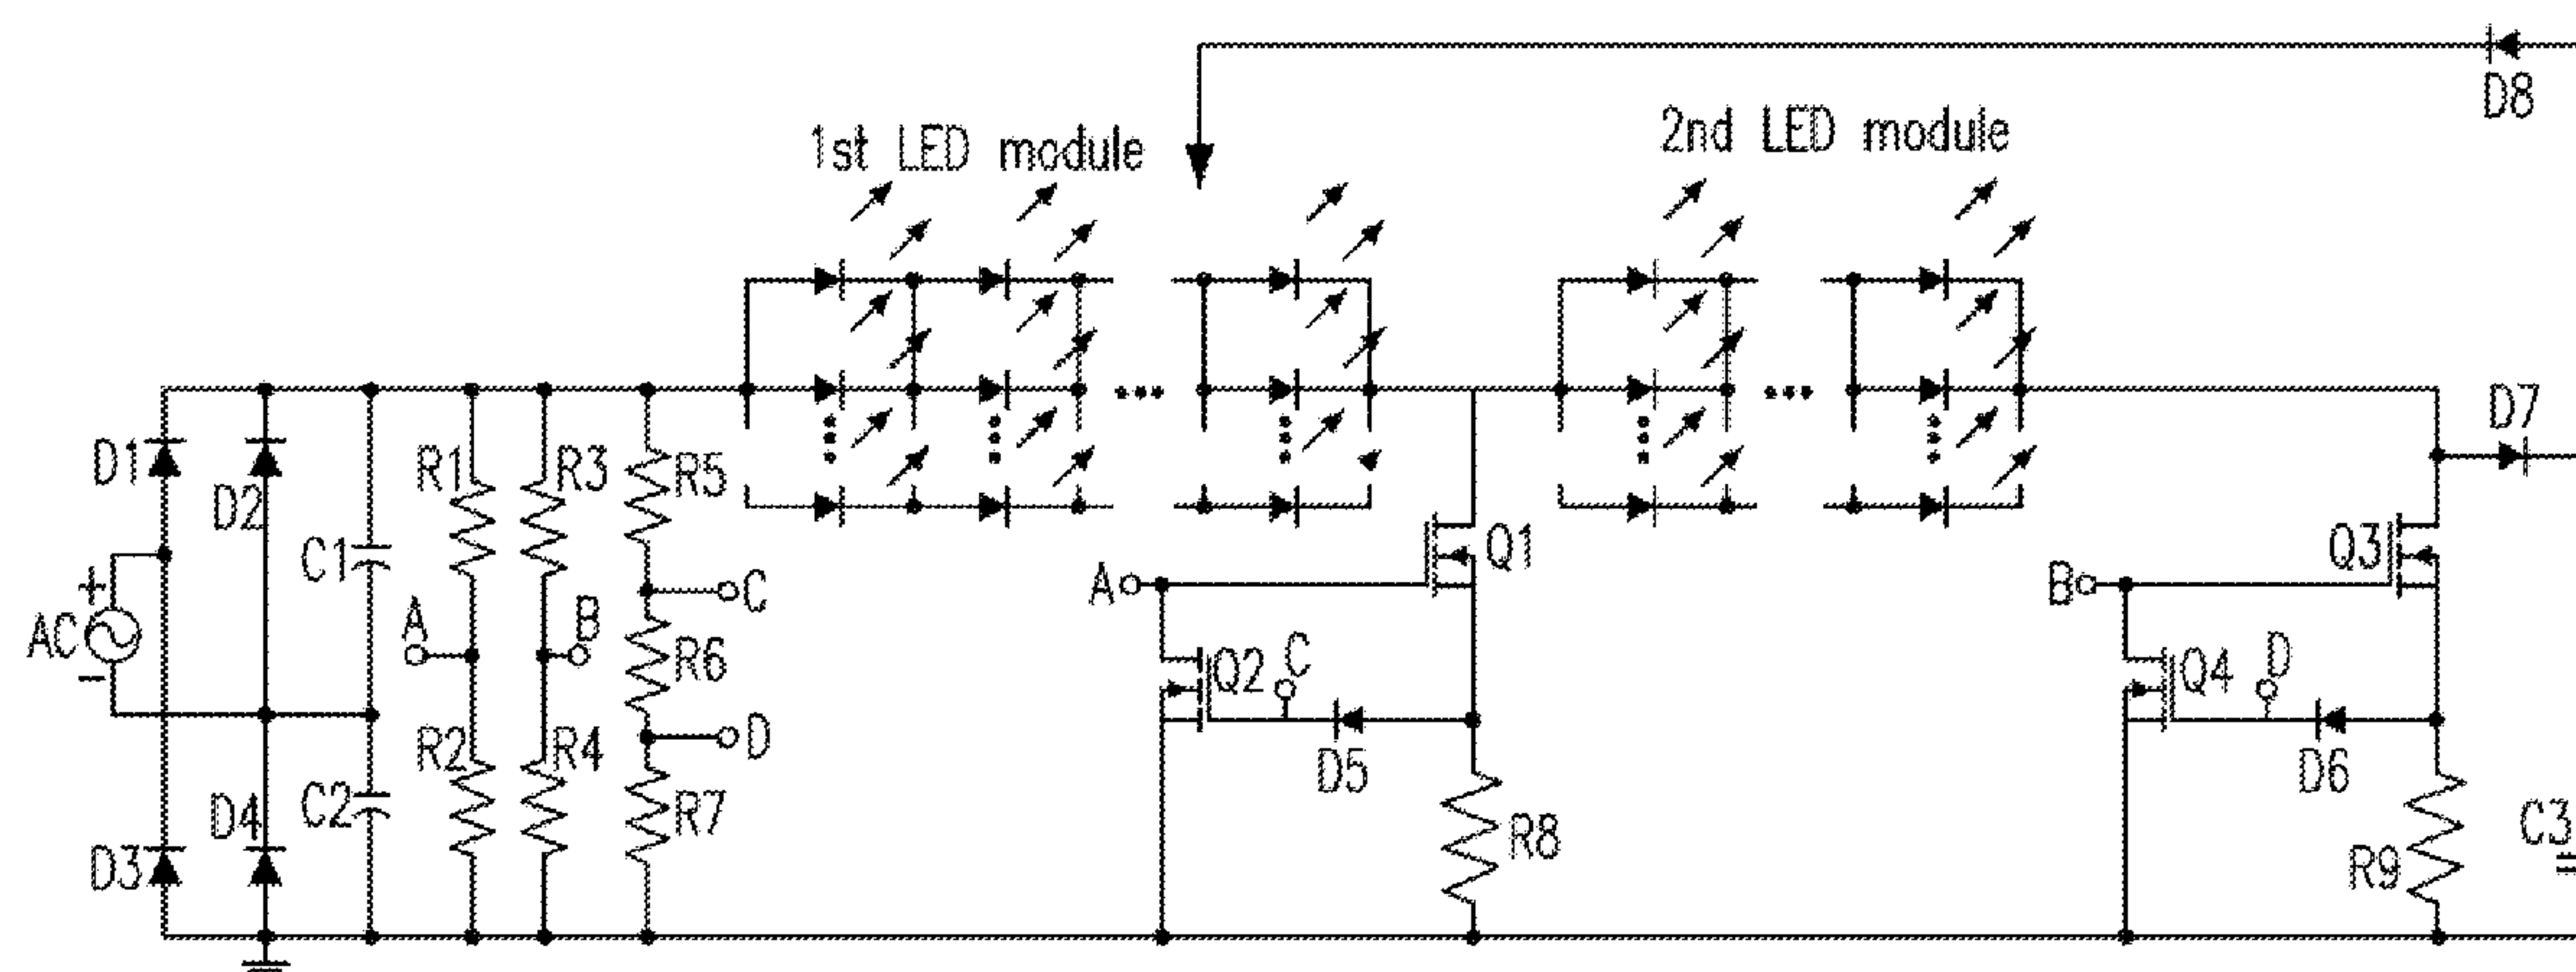 D8
1st LED module
2nd LED module
D7
D1
D2
R1
R3
R5
C1
C
Q1
Q3
+
AC
-
A
B
A
B
R6
Q2
C
Q4
D
D
R2
R4
D5
D6
D3
D4
C2
R7
R8
R9
C3